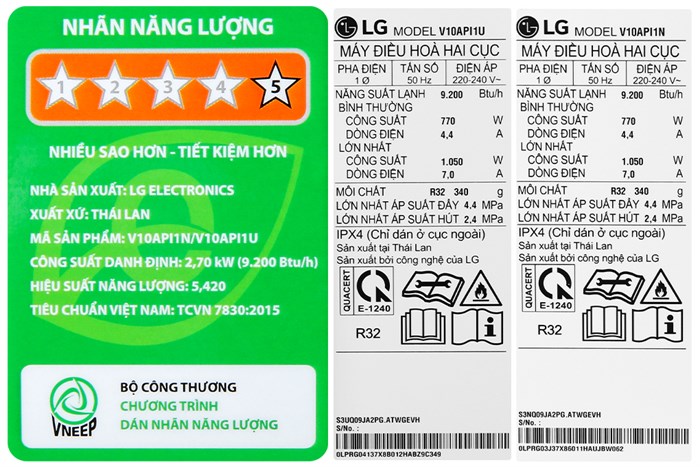 NHÃN NĂNG LƯỢNG
1 2 3 4 5
NHIỀU SAO HƠN - TIẾT KIỆM HƠN
NHÀ SẢN XUẤT: LG ELECTRONICS
XUẤT XỨ: THÁI LAN
MÃ SẢN PHẨM: V10API1N/V10API1U
CÔNG SUẤT DANH ĐỊNH: 2,70 kW (9.200 Btu/h)
HIỆU SUẤT NĂNG LƯỢNG: 5,420
TIÊU CHUẨN VIỆT NAM: TCVN 7830:2015
VNEEP
BỘ CÔNG THƯƠNG
CHƯƠNG TRÌNH
DÁN NHÃN NĂNG LƯỢNG
LG MODEL V10API1U
MÁY ĐIỀU HOÀ HAI CỤC
PHA ĐIỆN TẦN SỐ ĐIỆN ÁP
1 Ø 50 Hz 220-240 V~
NĂNG SUẤT LẠNH 9.200 Btu/h
BÌNH THƯỜNG
CÔNG SUẤT 770 W
DÒNG ĐIỆN 4,4 A
LỚN NHẤT
CÔNG SUẤT 1.050 W
DÒNG ĐIỆN 7,0 A
MÔI CHẤT R32 340 g
LỚN NHẤT ÁP SUẤT ĐẨY 4,4 MPa
LỚN NHẤT ÁP SUẤT HÚT 2,4 MPa
IPX4 (Chỉ dán ở cục ngoài)
Sản xuất tại Thái Lan
Sản xuất bởi công nghệ của LG
QUACERT
E-1240
R32
S3UQ09JA2PG.ATWGEVH
S/No. :
0LPRG04137X8B012HABZ9C349
LG MODEL V10API1N
MÁY ĐIỀU HOÀ HAI CỤC
PHA ĐIỆN TẦN SỐ ĐIỆN ÁP
1 Ø 50 Hz 220-240 V~
NĂNG SUẤT LẠNH 9.200 Btu/h
BÌNH THƯỜNG
CÔNG SUẤT 770 W
DÒNG ĐIỆN 4,4 A
LỚN NHẤT
CÔNG SUẤT 1.050 W
DÒNG ĐIỆN 7,0 A
MÔI CHẤT R32 340 g
LỚN NHẤT ÁP SUẤT ĐẨY 4,4 MPa
LỚN NHẤT ÁP SUẤT HÚT 2,4 MPa
IPX4 (Chỉ dán ở cục ngoài)
Sản xuất tại Thái Lan
Sản xuất bởi công nghệ của LG
QUACERT
E-1240
R32
S3NQ09JA2PG.ATWGEVH
S/No. :
0LPRG03J37X86011HAUJBW062